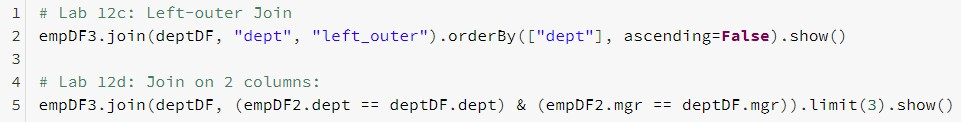 1 # Lab 12c: Left-outer Join
2 empDF3.join(deptDF, "dept", "left_outer").orderBy(["dept"], ascending=False).show()
3
4 # Lab 12d: Join on 2 columns:
5 empDF3.join(deptDF, (empDF2.dept == deptDF.dept) & (empDF2.mgr == deptDF.mgr)).limit(3).show()